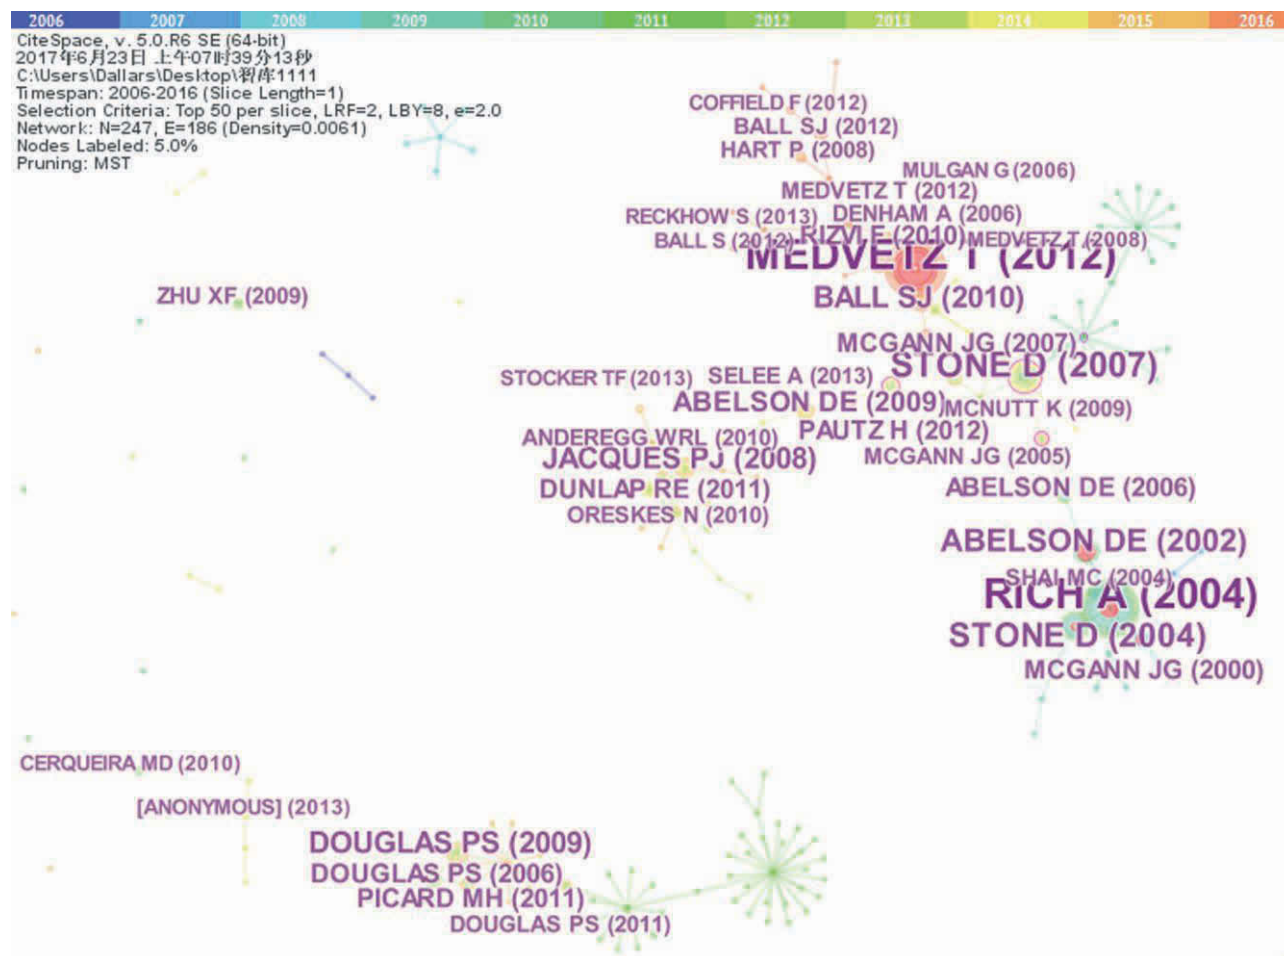 2006 2007 2008 2009 2010 2011 2012 2013 2014 2015 2016
CiteSpace, v. 5.0.R6 SE (64-bit)
2017年6月23日 上午07时39分13秒
C:\Users\Dallars\Desktop\智库1111
Timespan: 2006-2016 (Slice Length=1)
Selection Criteria: Top 50 per slice, LRF=2, LBY=8, e=2.0
Network: N=247, E=186 (Density=0.0061)
Nodes Labeled: 5.0%
Pruning: MST
COFFIELD F (2012)
BALL SJ (2012)
HART P (2008)
MULGAN G (2006)
MEDVETZ T (2012)
RECKHOW S (2013)
DENHAM A (2006)
BALL S (2012)
RIZVI F (2010)
MEDVETZ T (2008)
MEDVETZ T (2012)
ZHU XF (2009)
BALL SJ (2010)
MCGANN JG (2007)
STONE D (2007)
STOCKER TF (2013)
SELEE A (2013)
ABELSON DE (2009)
MCNUTT K (2009)
ANDEREGG WRL (2010)
PAUTZ H (2012)
JACQUES PJ (2008)
MCGANN JG (2005)
DUNLAP RE (2011)
ABELSON DE (2006)
ORESKES N (2010)
ABELSON DE (2002)
SHAI MC (2004)
RICH A (2004)
STONE D (2004)
MCGANN JG (2000)
CERQUEIRA MD (2010)
[ANONYMOUS] (2013)
DOUGLAS PS (2009)
DOUGLAS PS (2006)
PICARD MH (2011)
DOUGLAS PS (2011)